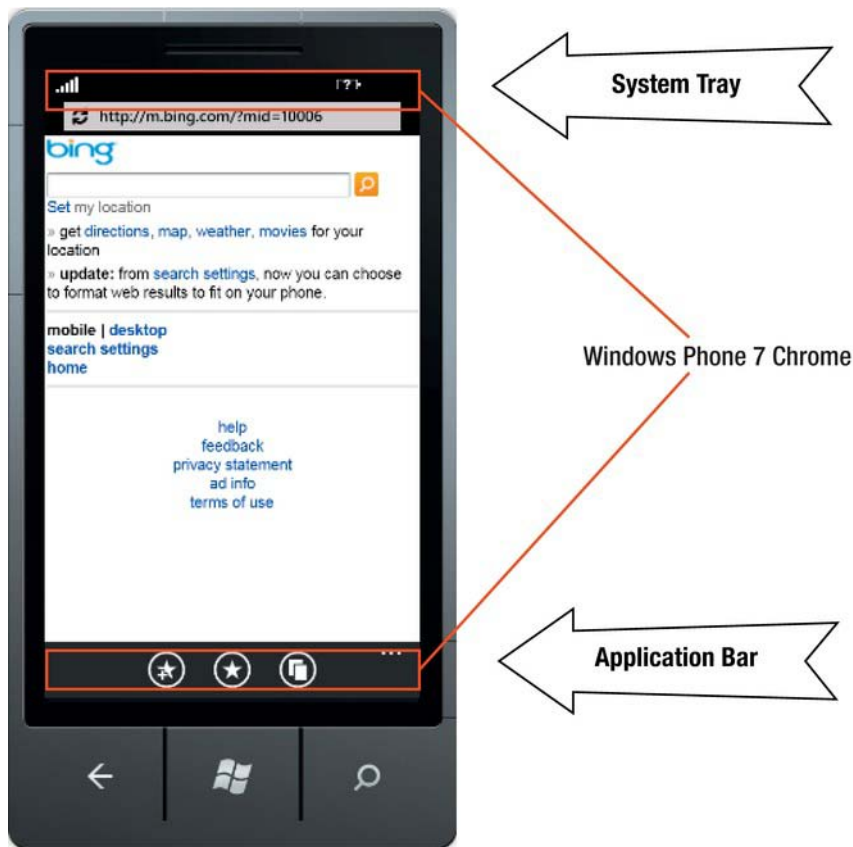 System Tray
http://m.bing.com/?mid=10006
bing
Set my location
» get directions, map, weather, movies for your
location
» update: from search settings, now you can choose
to format web results to fit on your phone.
mobile | desktop
search settings
home
Windows Phone 7 Chrome
help
feedback
privacy statement
ad info
terms of use
Application Bar
...